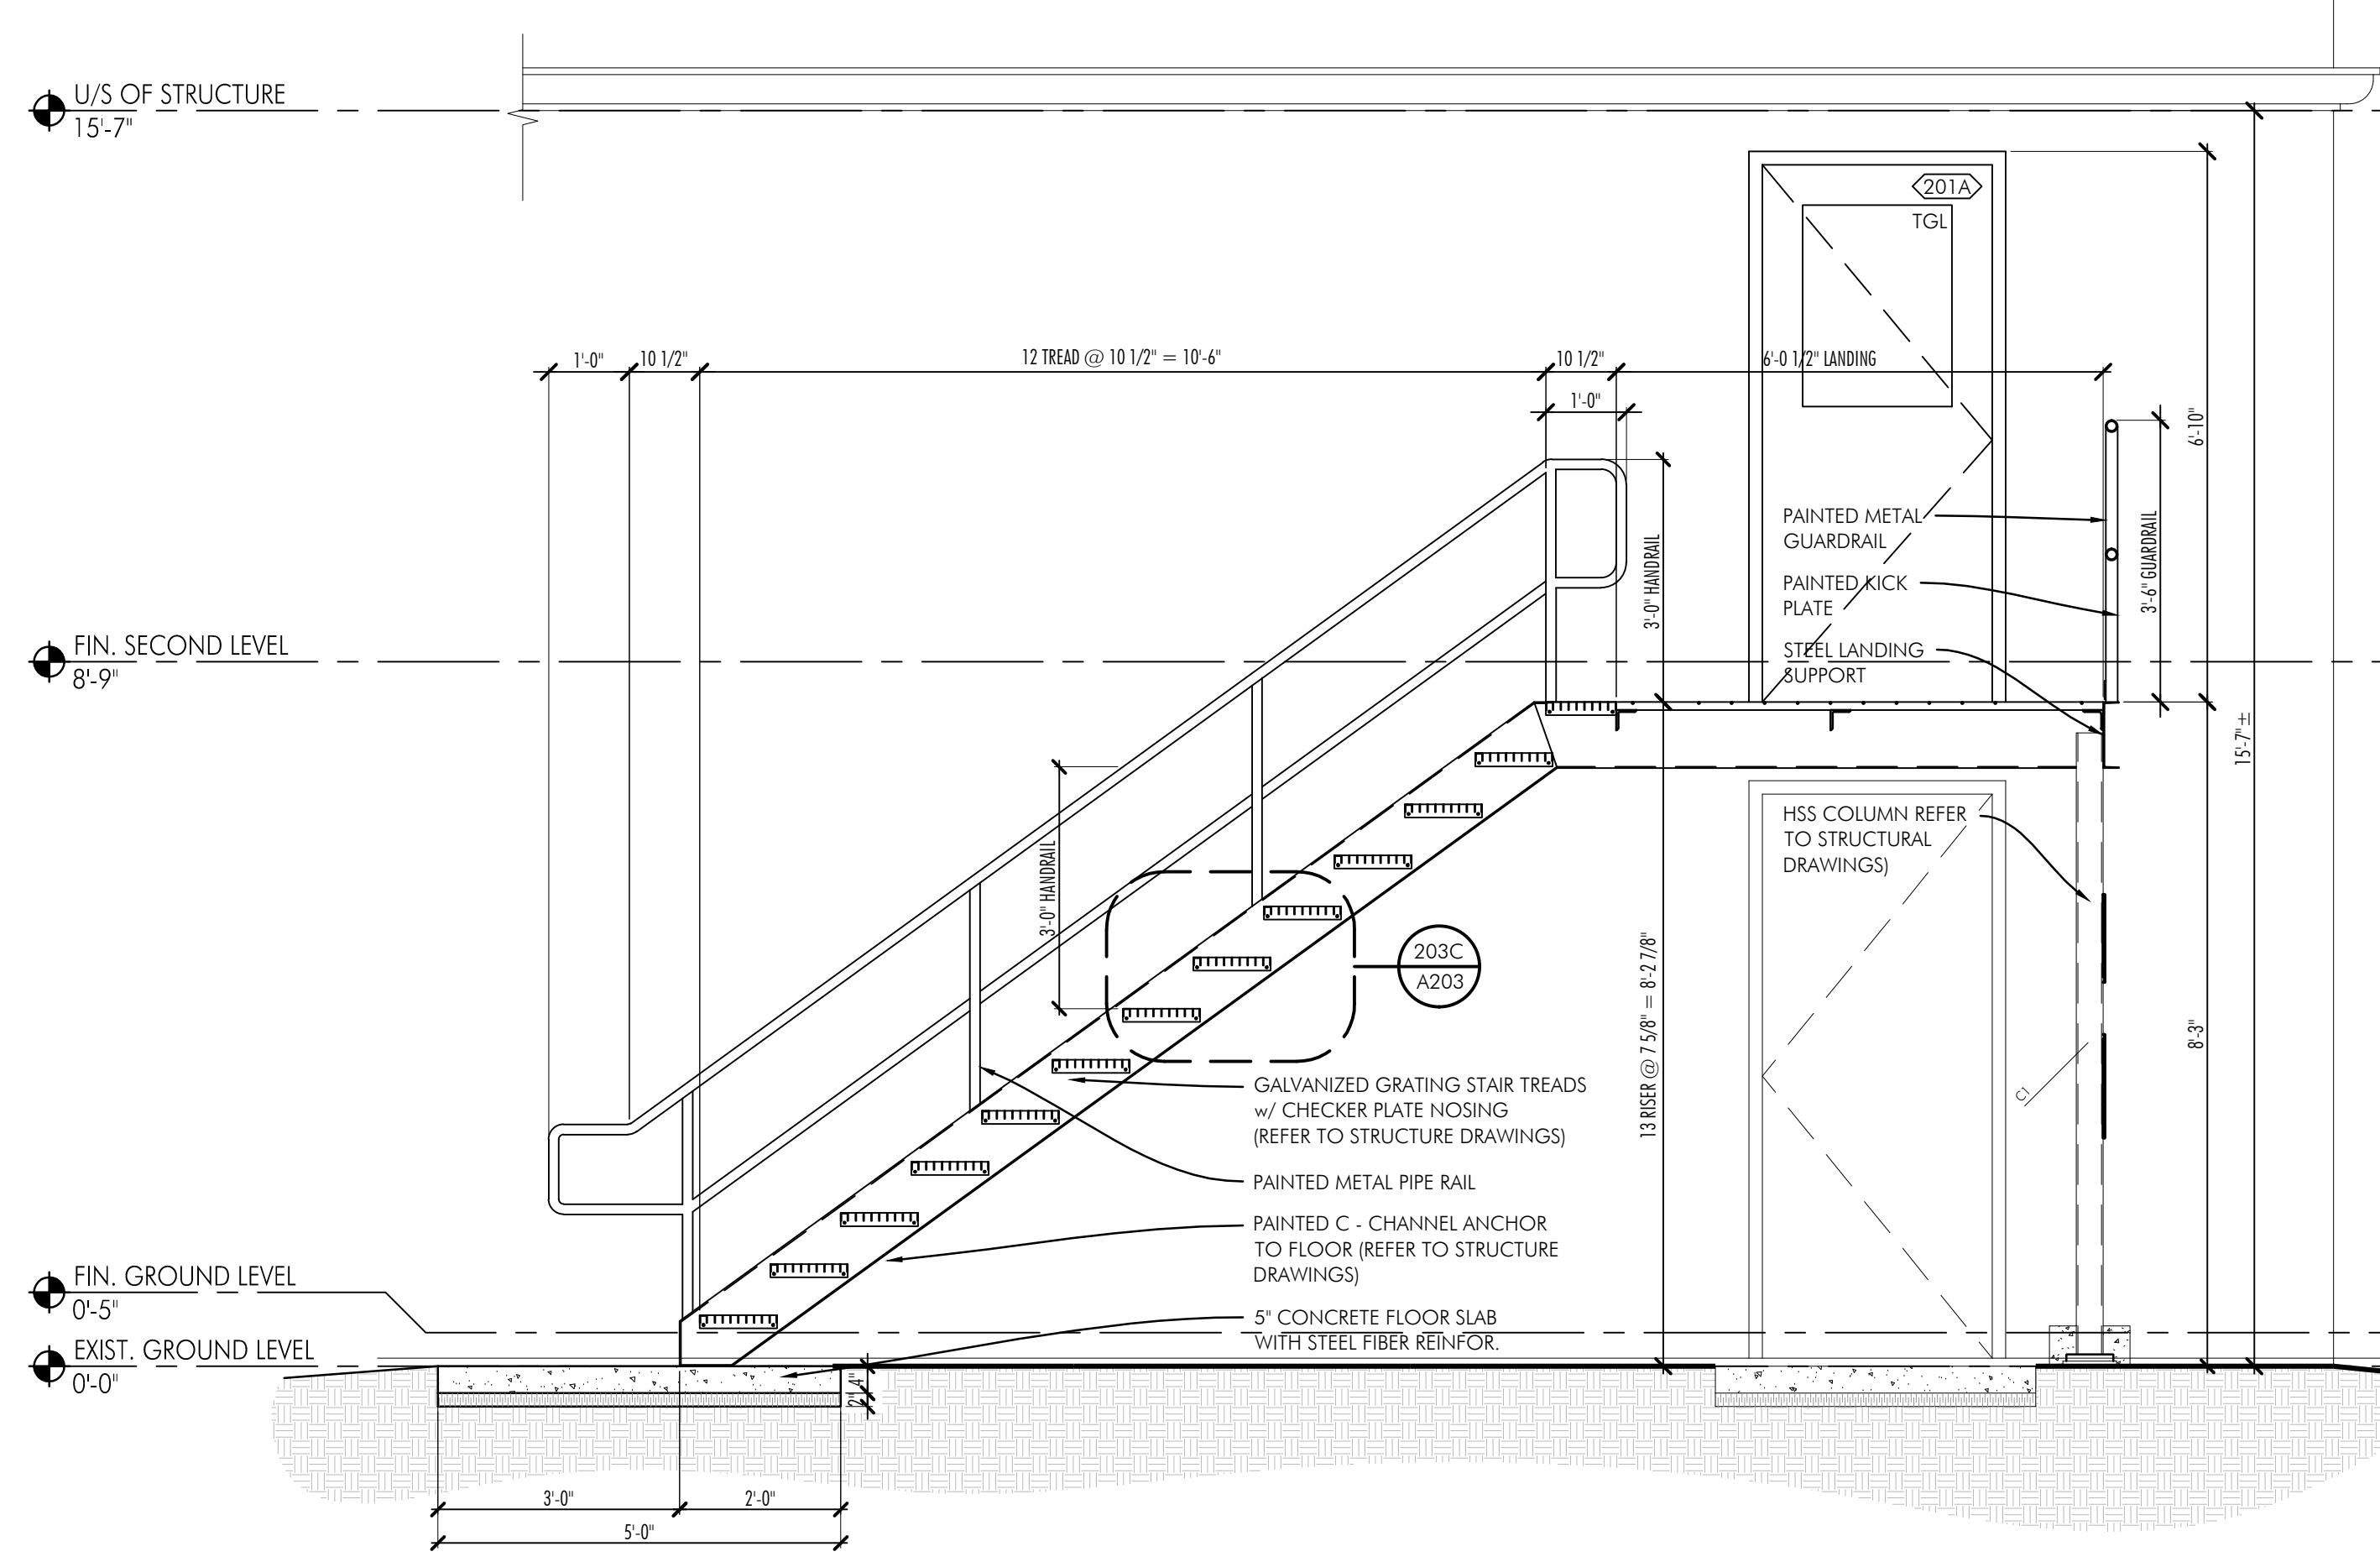 U/S OF STRUCTURE
15'-7"
201A
TGL
1'-0"
10 1/2"
12 TREAD @ 10 1/2" = 10'-6"
10 1/2"
6'-0 1/2" LANDING
1'-0"
6'-10"
PAINTED METAL
GUARDRAIL
3'-0" HANDRAIL
3'-6" GUARDRAIL
PAINTED KICK
PLATE
FIN. SECOND LEVEL
8'-9"
STEEL LANDING
SUPPORT
15'-7"±
HSS COLUMN REFER
TO STRUCTURAL
DRAWINGS)
3'-0" HANDRAIL
203C
A203
13 RISER @ 7 5/8" = 8'-2 7/8"
8'-3"
C1
GALVANIZED GRATING STAIR TREADS
w/ CHECKER PLATE NOSING
(REFER TO STRUCTURE DRAWINGS)
PAINTED METAL PIPE RAIL
PAINTED C - CHANNEL ANCHOR
TO FLOOR (REFER TO STRUCTURE
DRAWINGS)
FIN. GROUND LEVEL
0'-5"
5" CONCRETE FLOOR SLAB
WITH STEEL FIBER REINFOR.
EXIST. GROUND LEVEL
0'-0"
4"
2"
3'-0"
2'-0"
5'-0"